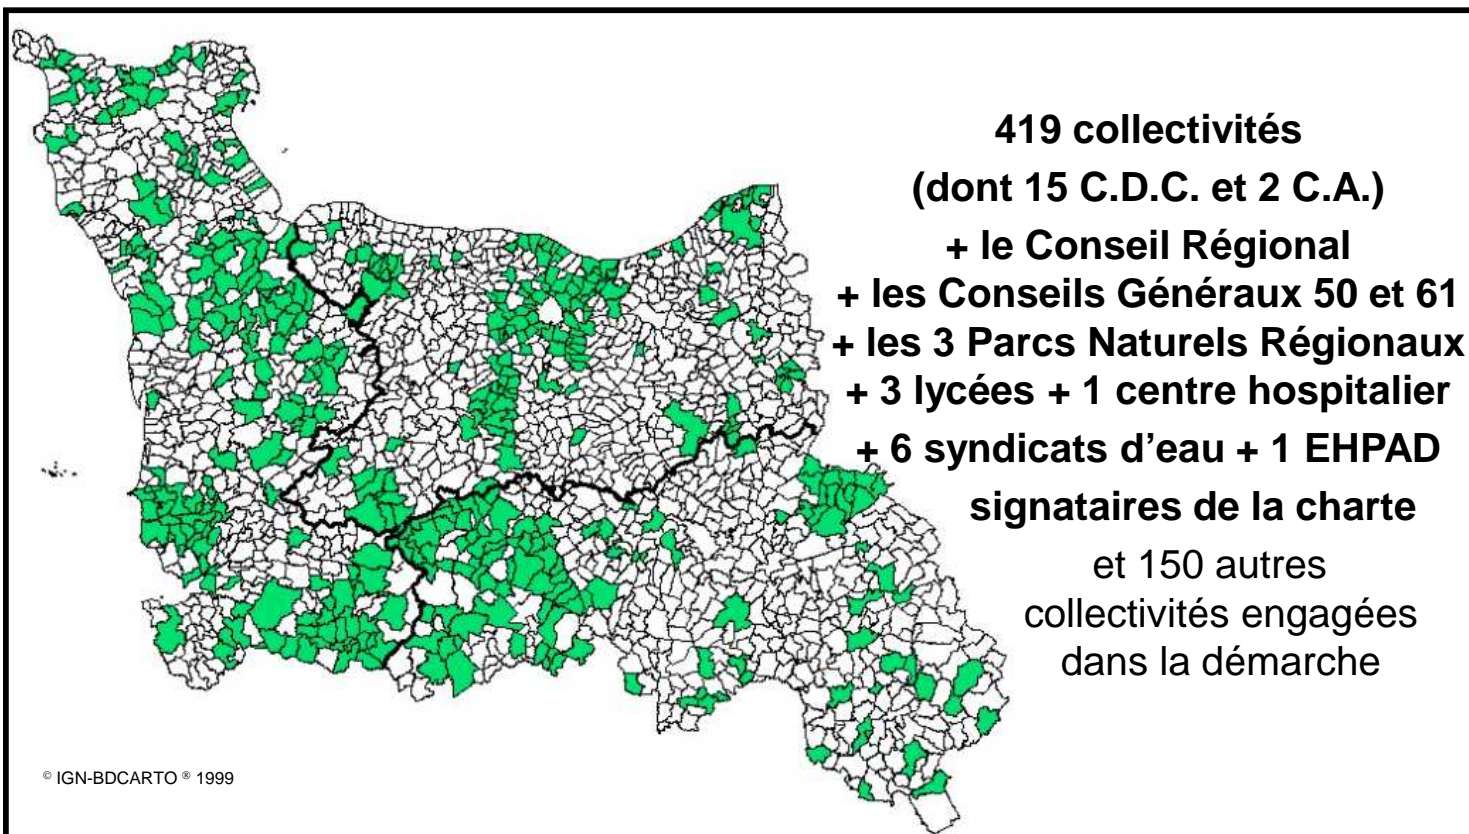 419 collectivités
(dont 15 C.D.C. et 2 C.A.)
+ le Conseil Régional
+ les Conseils Généraux 50 et 61
+ les 3 Parcs Naturels Régionaux
+ 3 lycées + 1 centre hospitalier
+ 6 syndicats d’eau + 1 EHPAD
signataires de la charte
et 150 autres
collectivités engagées
dans la démarche
© IGN-BDCARTO ® 1999